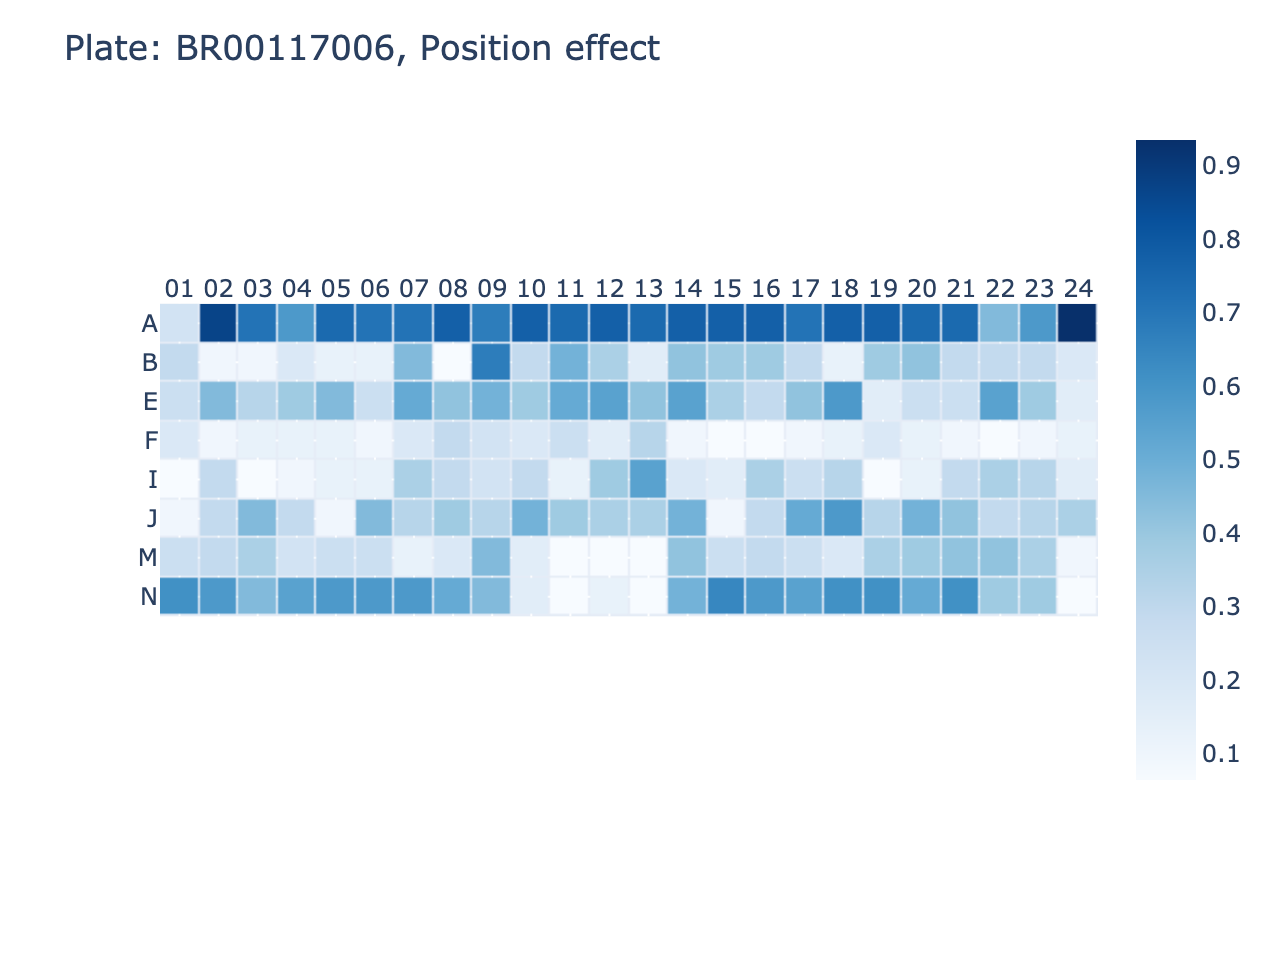 Plate: BR00117006, Position effect
01 02 03 04 05 06 07 08 09 10 11 12 13 14 15 16 17 18 19 20 21 22 23 24
A
B
E
F
I
J
M
N
0.9
0.8
0.7
0.6
0.5
0.4
0.3
0.2
0.1